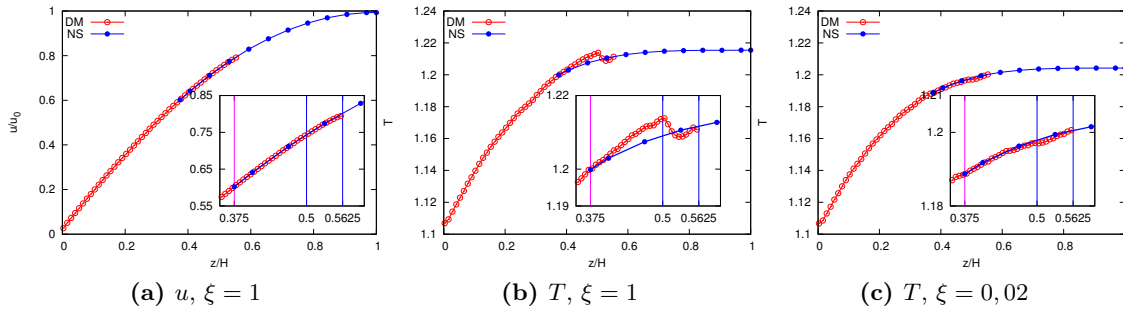 DM
NS
u/u0
1
0.8
0.6
0.4
0.2
0
0 0.2 0.4 0.6 0.8 1
z/H
0.85
0.75
0.65
0.55
0.375 0.5 0.5625
(a) u, ξ = 1
DM
NS
T
1.24
1.22
1.2
1.18
1.16
1.14
1.12
1.1
0 0.2 0.4 0.6 0.8 1
z/H
1.22
1.2
1.19
0.375 0.5 0.5625
(b) T, ξ = 1
DM
NS
T
1.24
1.22
1.2
1.18
1.16
1.14
1.12
1.1
0 0.2 0.4 0.6 0.8
z/H
1.21
1.2
1.18
0.375 0.5 0.5625
(c) T, ξ = 0, 02